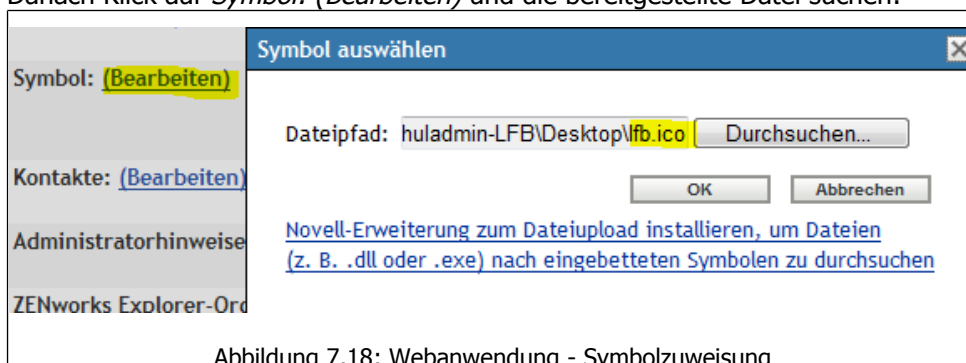 Danach Klick auf Symbol: (Bearbeiten) und die bereitgestellte Datei suchen.
Symbol auswählen
Symbol: (Bearbeiten)
Dateipfad: huladmin-LFB\Desktop\lfb.ico Durchsuchen...
Kontakte: (Bearbeiten)
OK Abbrechen
Administratorhinweise
Novell-Erweiterung zum Dateiupload installieren, um Dateien
(z. B. .dll oder .exe) nach eingebetteten Symbolen zu durchsuchen
ZENworks Explorer-Ord
Abbildung 7.18: Webanwendung - Symbolzuweisung